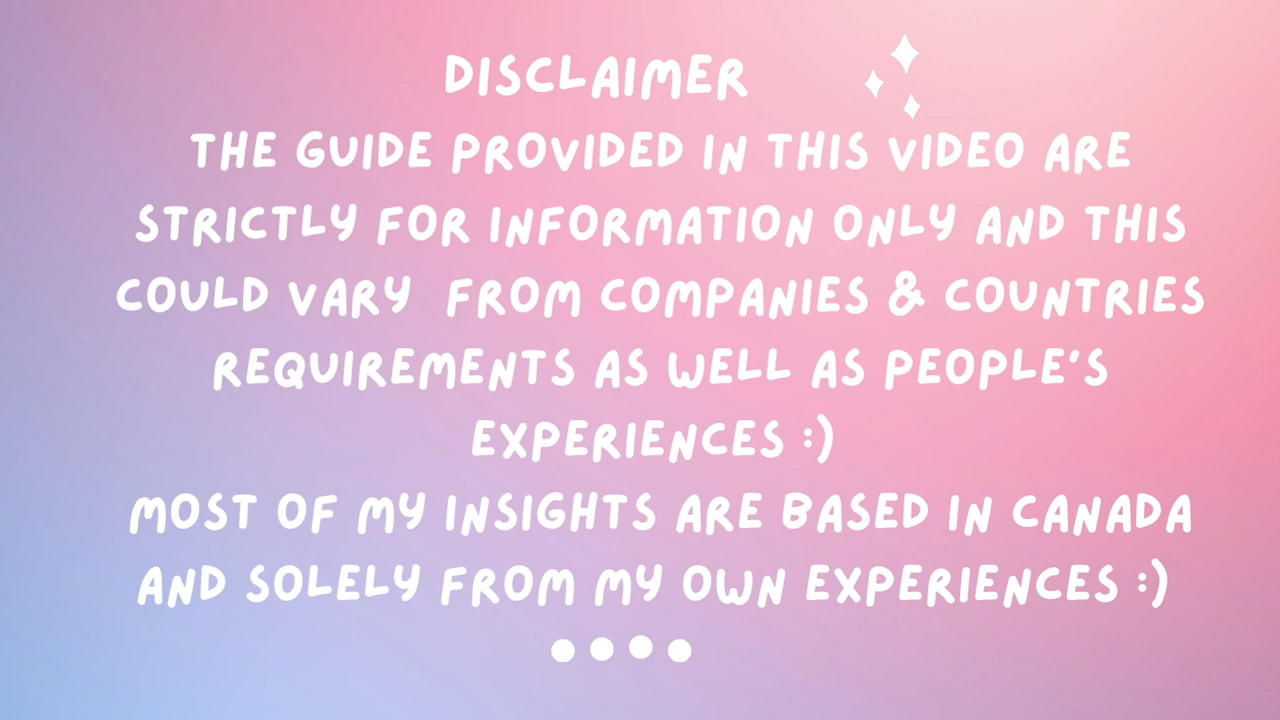 DISCLAIMER
THE GUIDE PROVIDED IN THIS VIDEO ARE
STRICTLY FOR INFORMATION ONLY AND THIS
COULD VARY FROM COMPANIES & COUNTRIES
REQUIREMENTS AS WELL AS PEOPLE'S
EXPERIENCES :)
MOST OF MY INSIGHTS ARE BASED IN CANADA
AND SOLELY FROM MY OWN EXPERIENCES :)